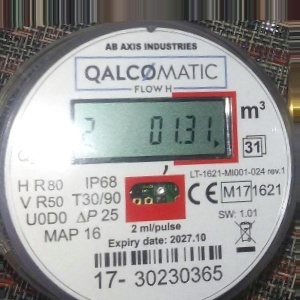 AB AXIS INDUSTRIES
QALCOMATIC
FLOW H
2 01.31,
m³
31
LT-1621-MI001-024 rev.1
H R80 IP68
V R50 T30/90
U0D0 ΔP 25
MAP 16
CE M17 1621
SW: 1.01
2 ml/pulse
Expiry date: 2027.10
17- 30230365